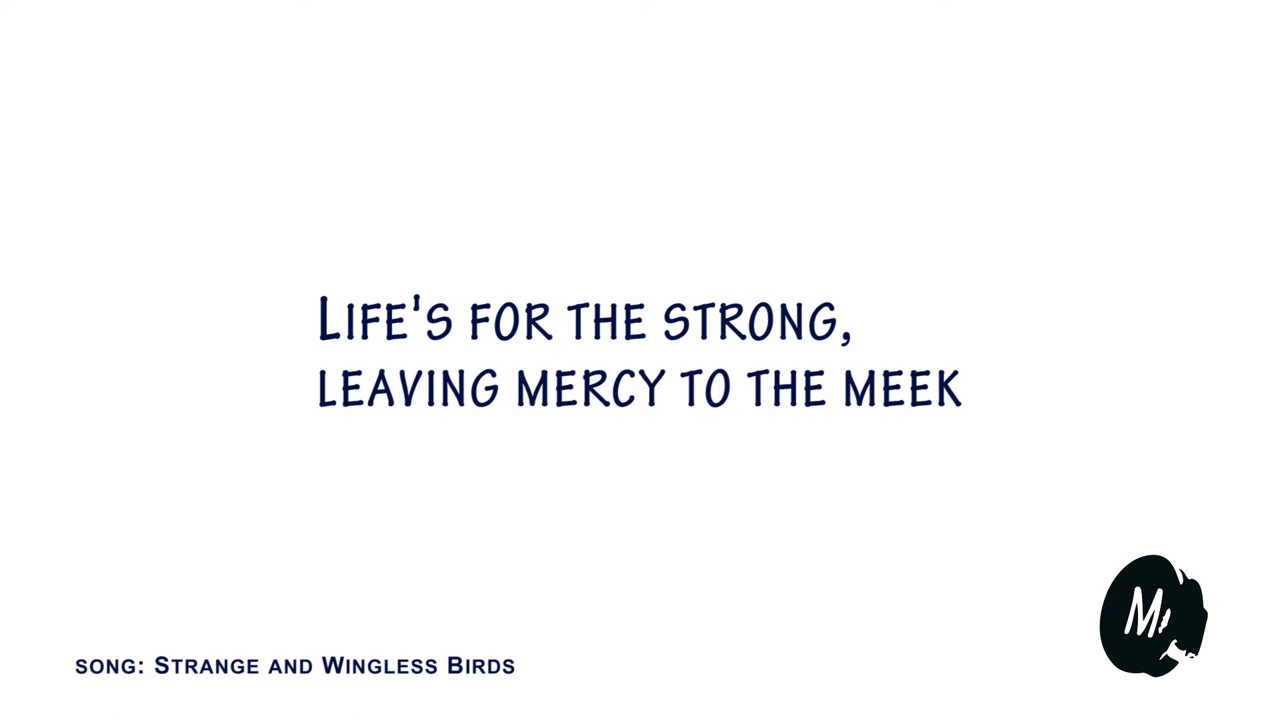 Life's for the strong,
leaving mercy to the meek
M
song: Strange and Wingless Birds